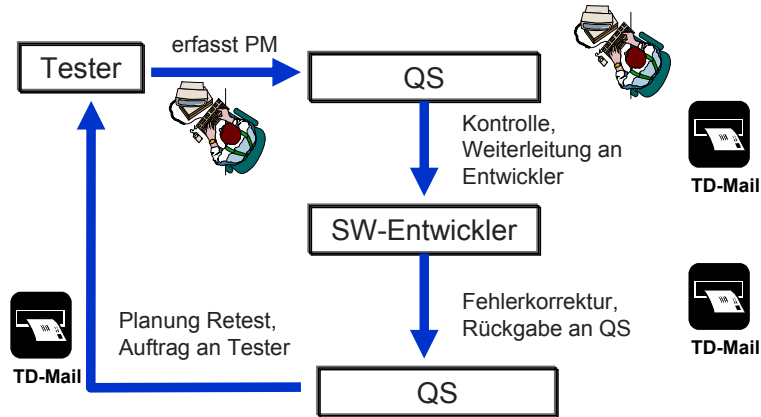 erfasst PM
Tester
QS
Kontrolle,
Weiterleitung an
Entwickler
TD-Mail
SW-Entwickler
Fehlerkorrektur,
Rückgabe an QS
TD-Mail
Planung Retest,
Auftrag an Tester
TD-Mail
QS